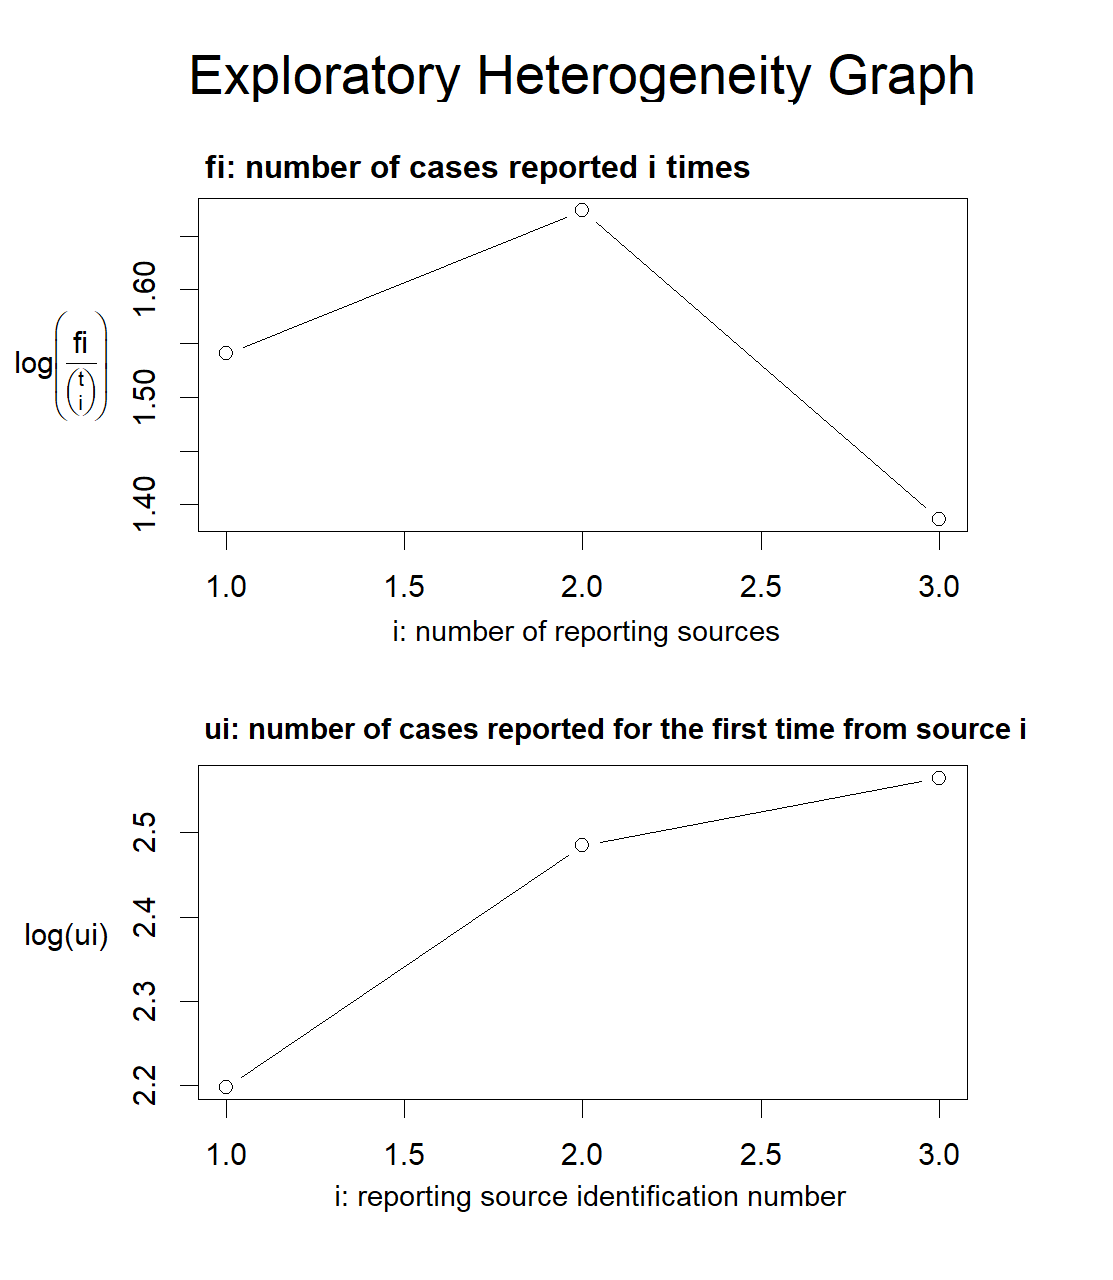 Exploratory Heterogeneity Graph
fi: number of cases reported i times
1.60
1.50
1.40
log(fi/(t i))
1.0 1.5 2.0 2.5 3.0
i: number of reporting sources
ui: number of cases reported for the first time from source i
2.5
2.4
2.3
2.2
log(ui)
1.0 1.5 2.0 2.5 3.0
i: reporting source identification number